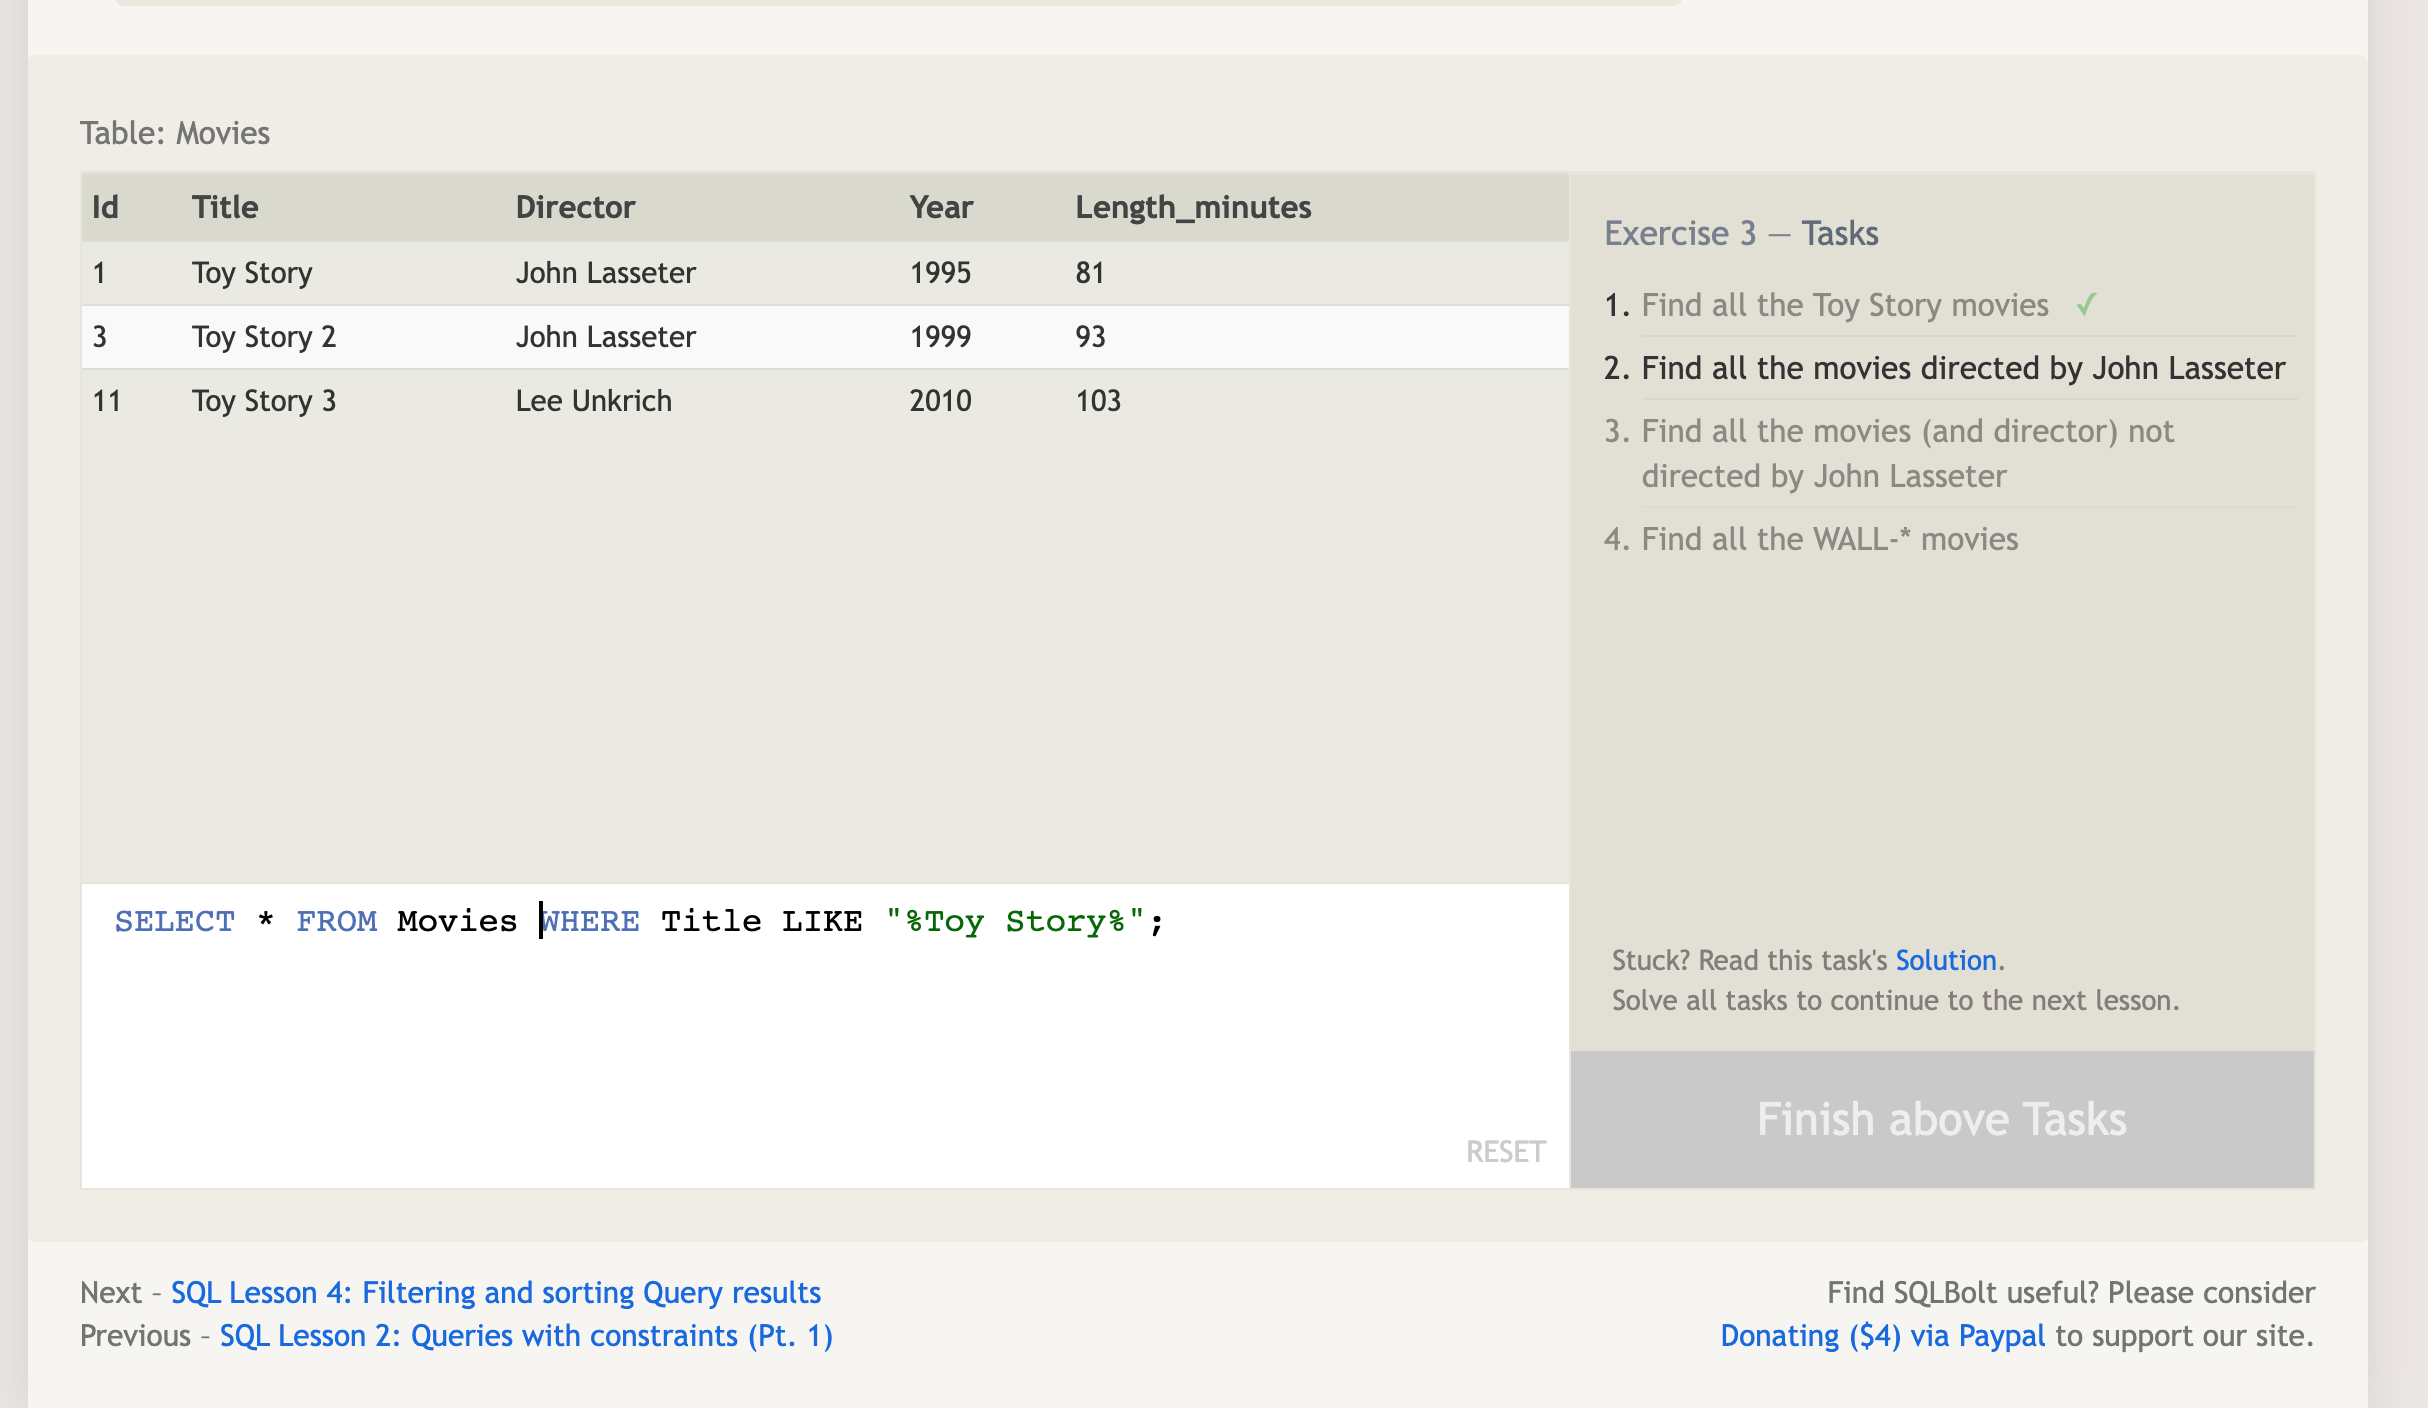 Table: Movies
Id Title Director Year Length_minutes
1 Toy Story John Lasseter 1995 81
3 Toy Story 2 John Lasseter 1999 93
11 Toy Story 3 Lee Unkrich 2010 103
SELECT * FROM Movies WHERE Title LIKE "%Toy Story%";
RESET
Exercise 3 — Tasks
1. Find all the Toy Story movies ✓
2. Find all the movies directed by John Lasseter
3. Find all the movies (and director) not
directed by John Lasseter
4. Find all the WALL-* movies
Stuck? Read this task's Solution.
Solve all tasks to continue to the next lesson.
Finish above Tasks
Next – SQL Lesson 4: Filtering and sorting Query results
Previous – SQL Lesson 2: Queries with constraints (Pt. 1)
Find SQLBolt useful? Please consider
Donating ($4) via Paypal to support our site.